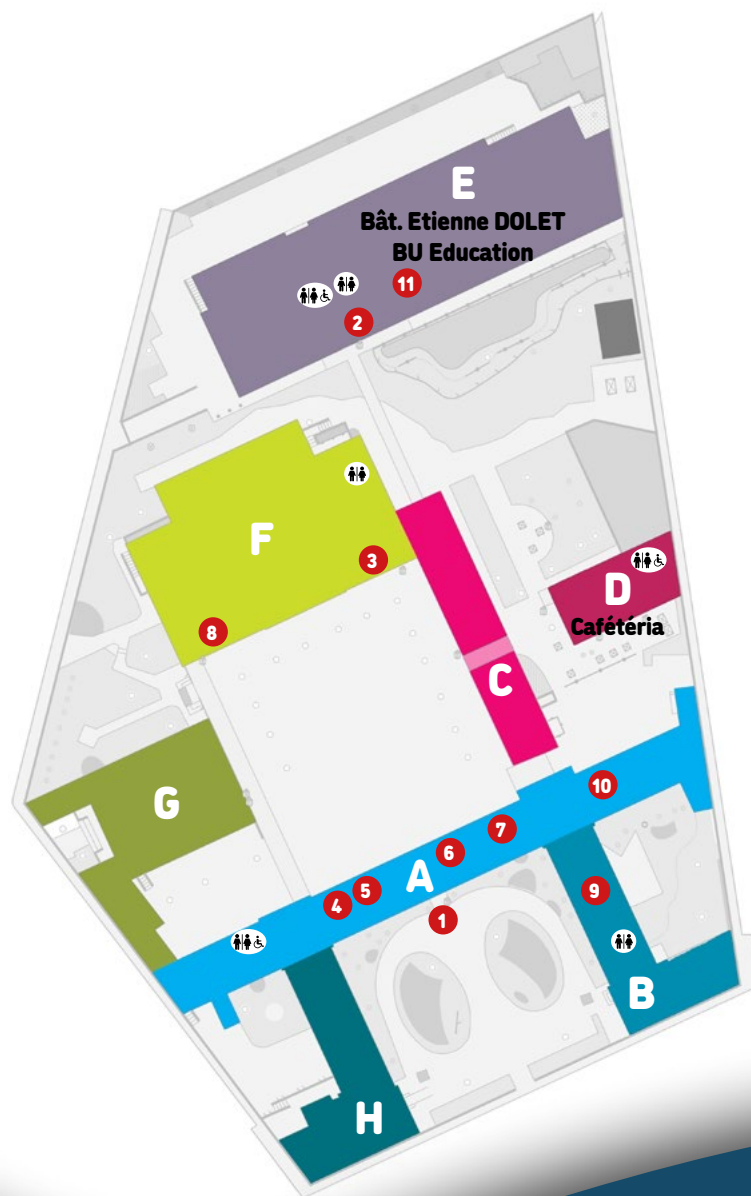 E
Bât. Etienne DOLET
BU Education
11
2
F
3
8
D
Cafétéria
C
G
10
7
6
A
5
4
9
1
B
H